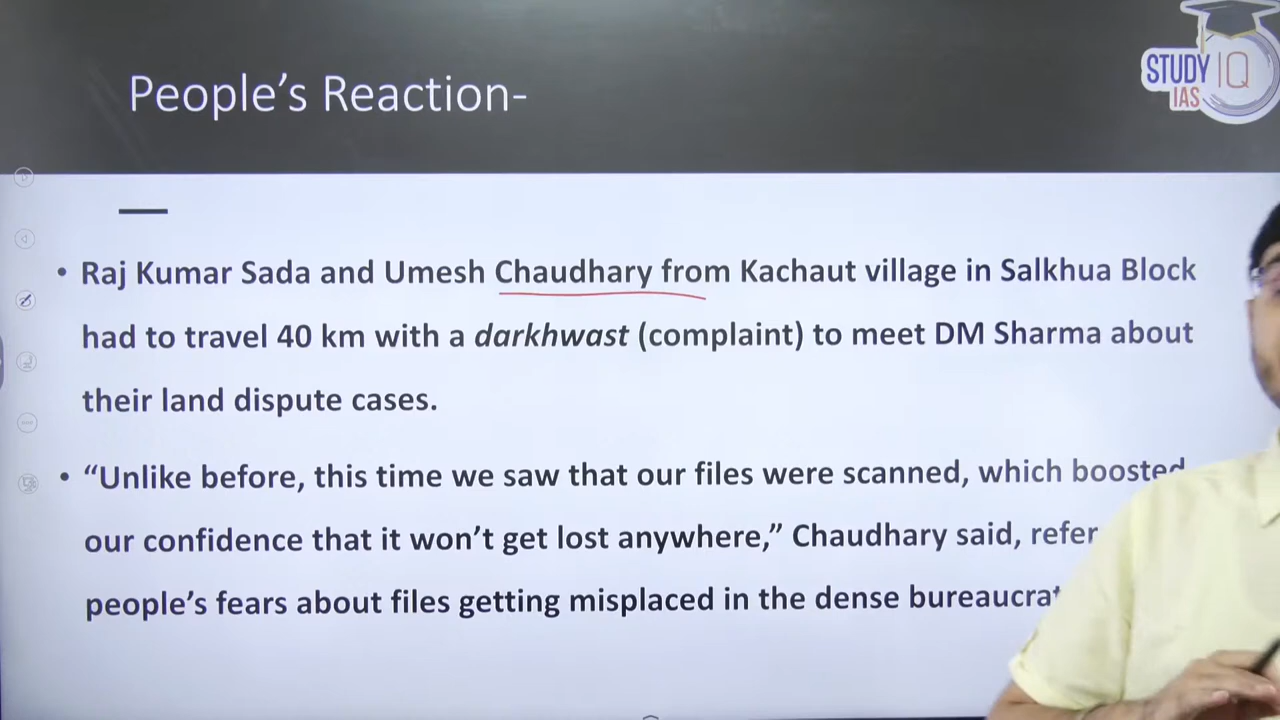 People's Reaction-
STUDY IQ
IAS
• Raj Kumar Sada and Umesh Chaudhary from Kachaut village in Salkhua Block
had to travel 40 km with a darkhwast (complaint) to meet DM Sharma about
their land dispute cases.
• “Unlike before, this time we saw that our files were scanned, which boosted
our confidence that it won't get lost anywhere,” Chaudhary said,
people's fears about files getting misplaced in the dense